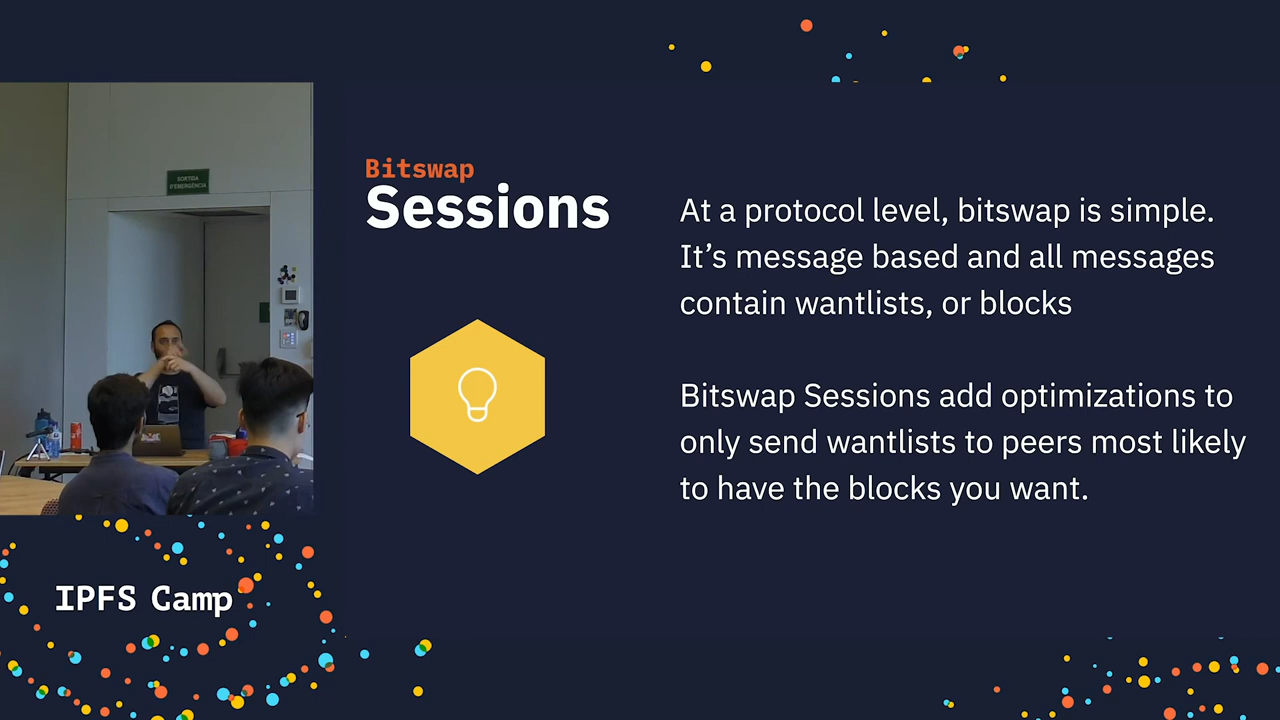 SORTIDA
D'EMERGÈNCIA
Bitswap
Sessions
At a protocol level, bitswap is simple.
It’s message based and all messages
contain wantlists, or blocks
Bitswap Sessions add optimizations to
only send wantlists to peers most likely
to have the blocks you want.
IPFS Camp